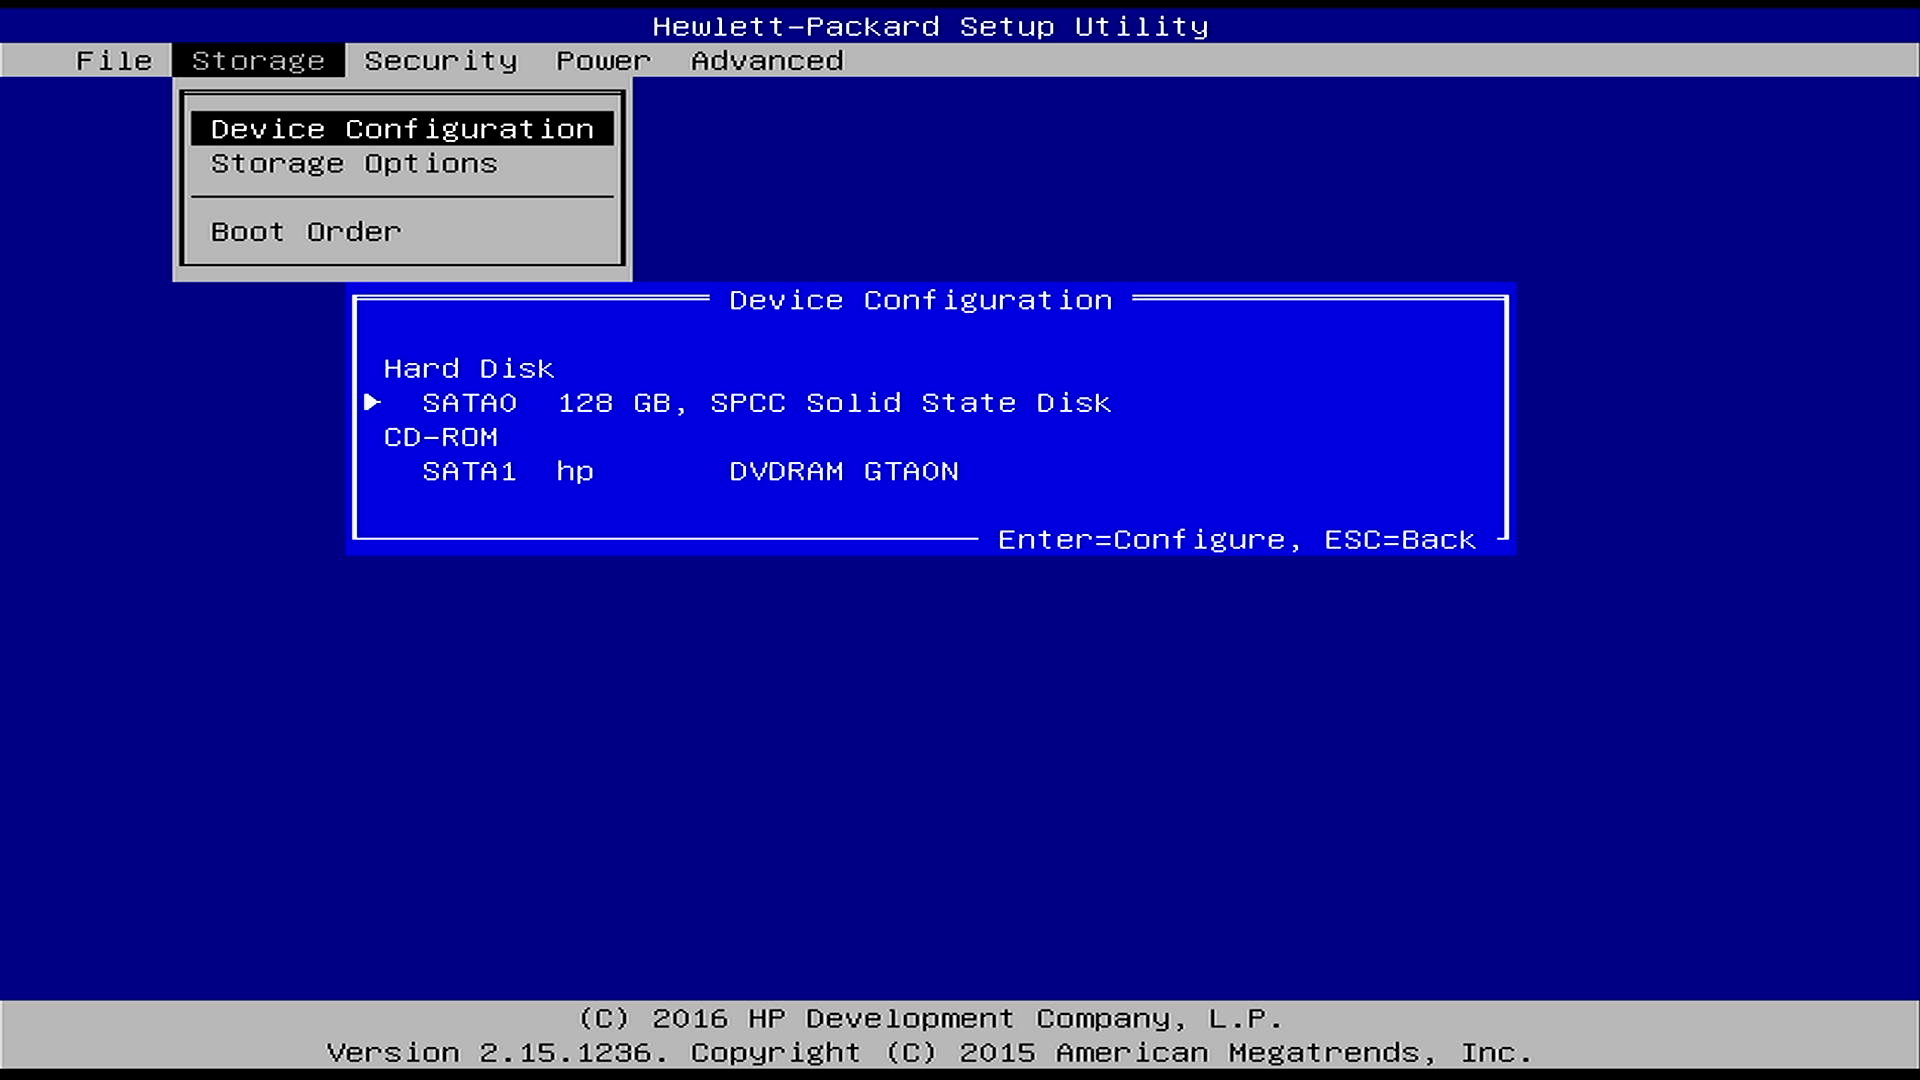 Hewlett-Packard Setup Utility
File Storage Security Power Advanced
Device Configuration
Storage Options
Boot Order
Device Configuration
Hard Disk
SATA0 128 GB, SPCC Solid State Disk
CD-ROM
SATA1 hp DVDRAM GTA0N
Enter=Configure, ESC=Back
(C) 2016 HP Development Company, L.P.
Version 2.15.1236. Copyright (C) 2015 American Megatrends, Inc.